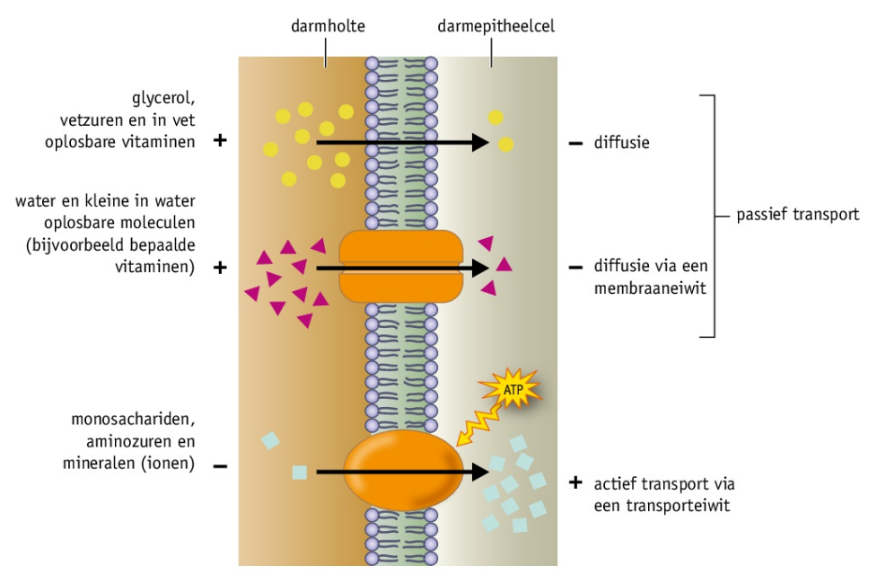 darmholte
darmepitheelcel
glycerol,
vetzuren en in vet
oplosbare vitaminen
+
− diffusie
water en kleine in water
oplosbare moleculen
(bijvoorbeeld bepaalde
vitaminen)
+
− diffusie via een
membraaneiwit
passief transport
ATP
monosachariden,
aminozuren en
mineralen (ionen)
−
+ actief transport via
een transporteiwit